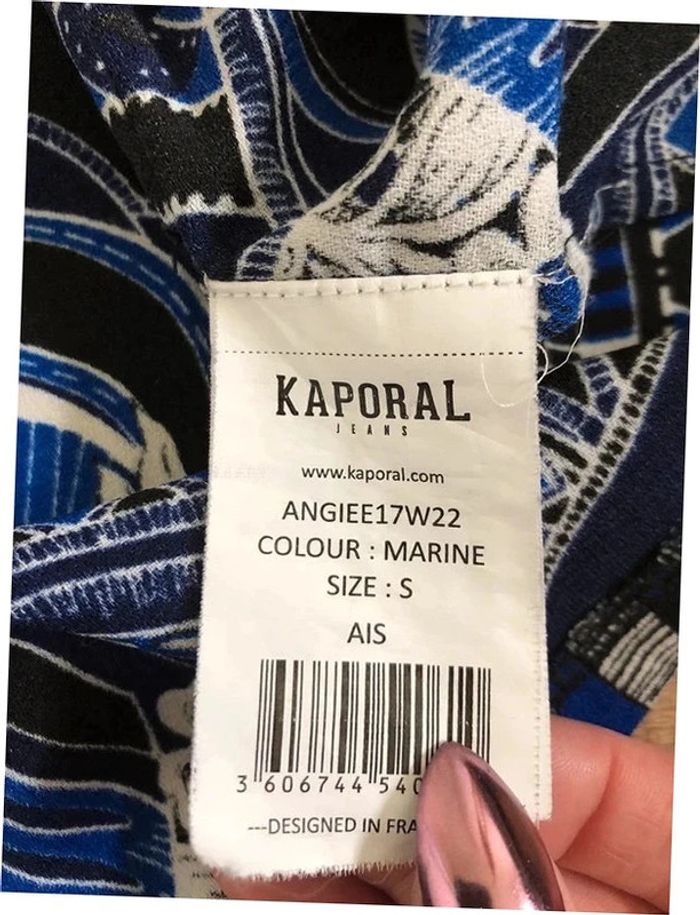 KAPORAL
JEANS
www.kaporal.com
ANGIEE17W22
COLOUR : MARINE
SIZE : S
AIS
3 606744 540
---DESIGNED IN FRA